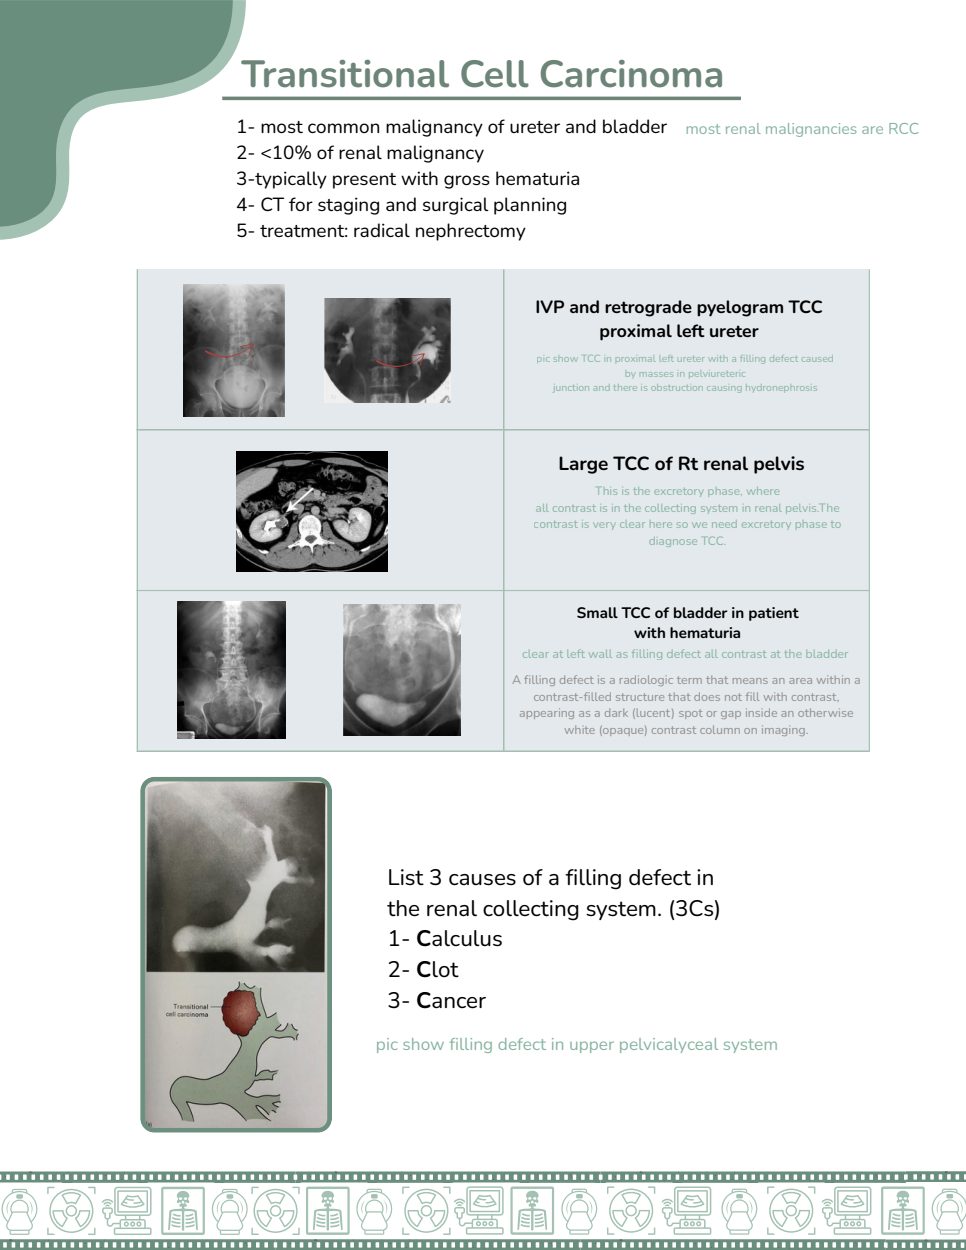 Transitional Cell Carcinoma
1- most common malignancy of ureter and bladder
most renal malignancies are RCC
2- <10% of renal malignancy
3-typically present with gross hematuria
4- CT for staging and surgical planning
5- treatment: radical nephrectomy
IVP and retrograde pyelogram TCC
proximal left ureter
pic show TCC in proximal left ureter with a filling defect caused
by masses in pelviureteric
junction and there is obstruction causing hydronephrosis
Large TCC of Rt renal pelvis
This is the excretory phase, where
all contrast is in the collecting system in renal pelvis.The
contrast is very clear here so we need excretory phase to
diagnose TCC.
Small TCC of bladder in patient
with hematuria
clear at left wall as filling defect all contrast at the bladder
A filling defect is a radiologic term that means an area within a
contrast-filled structure that does not fill with contrast,
appearing as a dark (lucent) spot or gap inside an otherwise
white (opaque) contrast column on imaging.
List 3 causes of a filling defect in
the renal collecting system. (3Cs)
1- Calculus
2- Clot
3- Cancer
Transitional
cell carcinoma
pic show filling defect in upper pelvicalyceal system